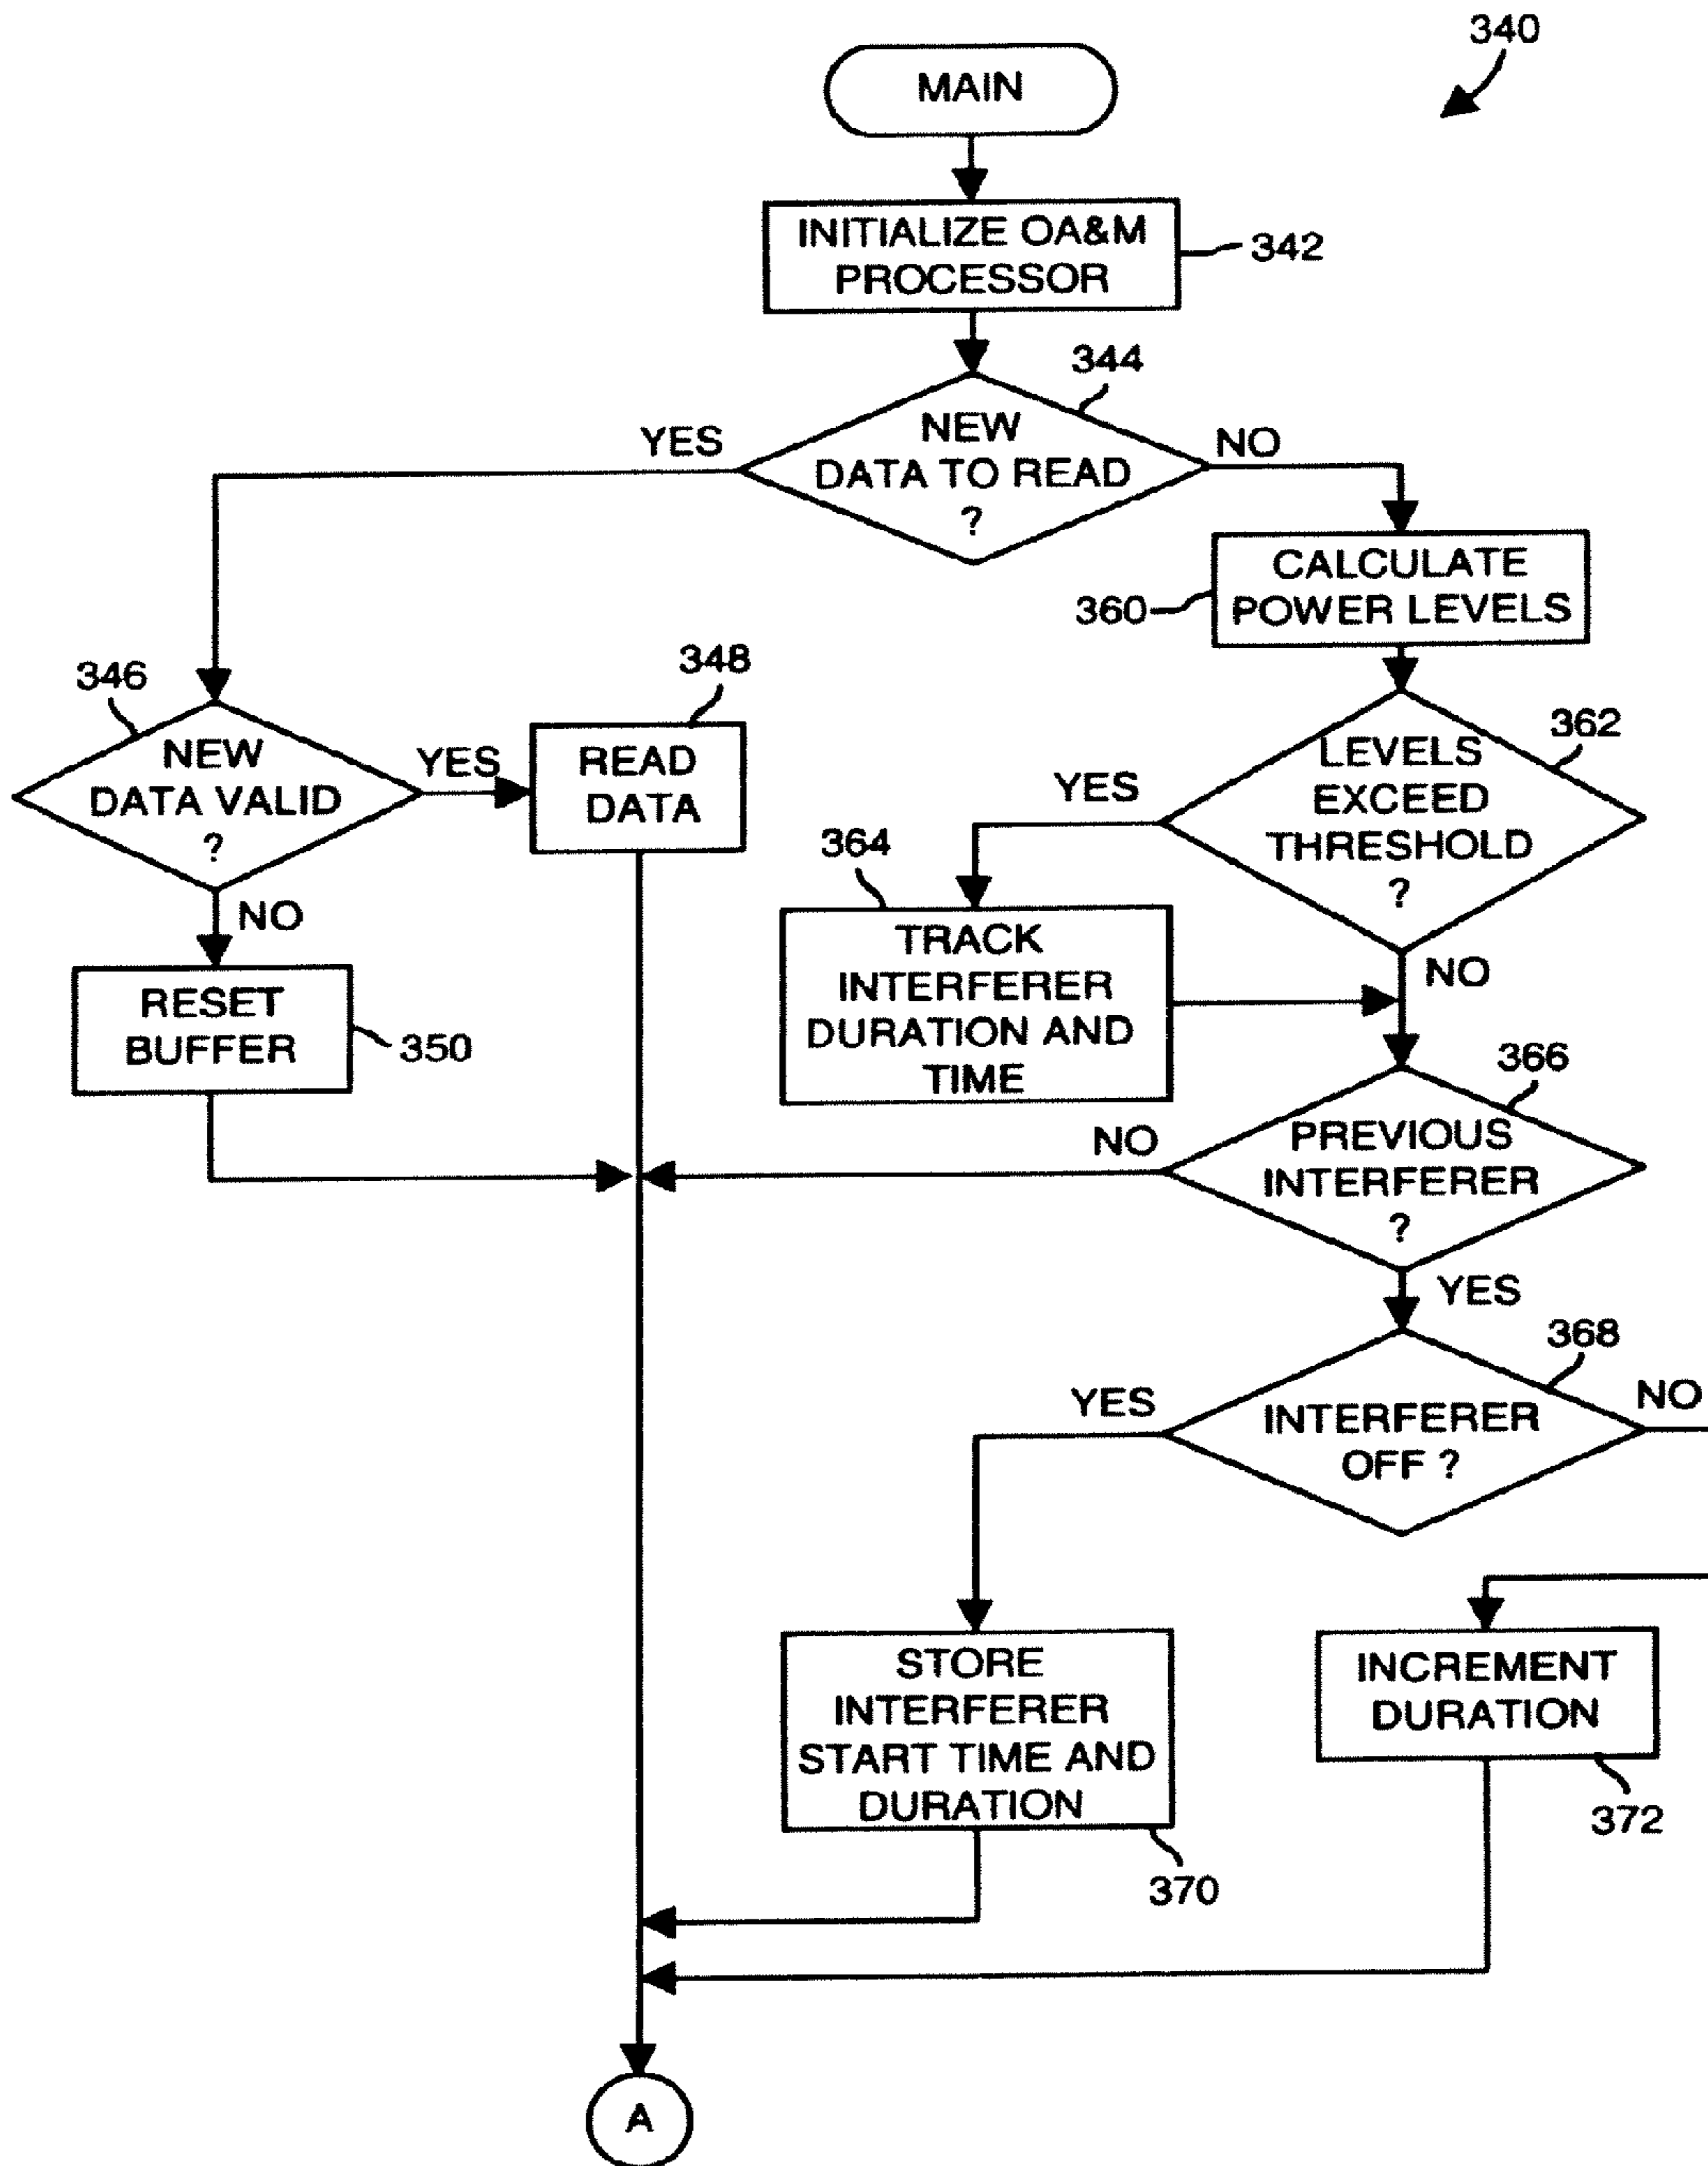 340
MAIN
INITIALIZE OA&M
PROCESSOR
342
344
YES
NEW
DATA TO READ
?
NO
CALCULATE
POWER LEVELS
360
346
NEW
DATA VALID
?
YES
348
READ
DATA
362
LEVELS
EXCEED
THRESHOLD
?
YES
364
TRACK
INTERFERER
DURATION AND
TIME
NO
NO
RESET
BUFFER
350
366
NO
PREVIOUS
INTERFERER
?
YES
368
YES
INTERFERER
OFF ?
NO
STORE
INTERFERER
START TIME AND
DURATION
370
INCREMENT
DURATION
372
A